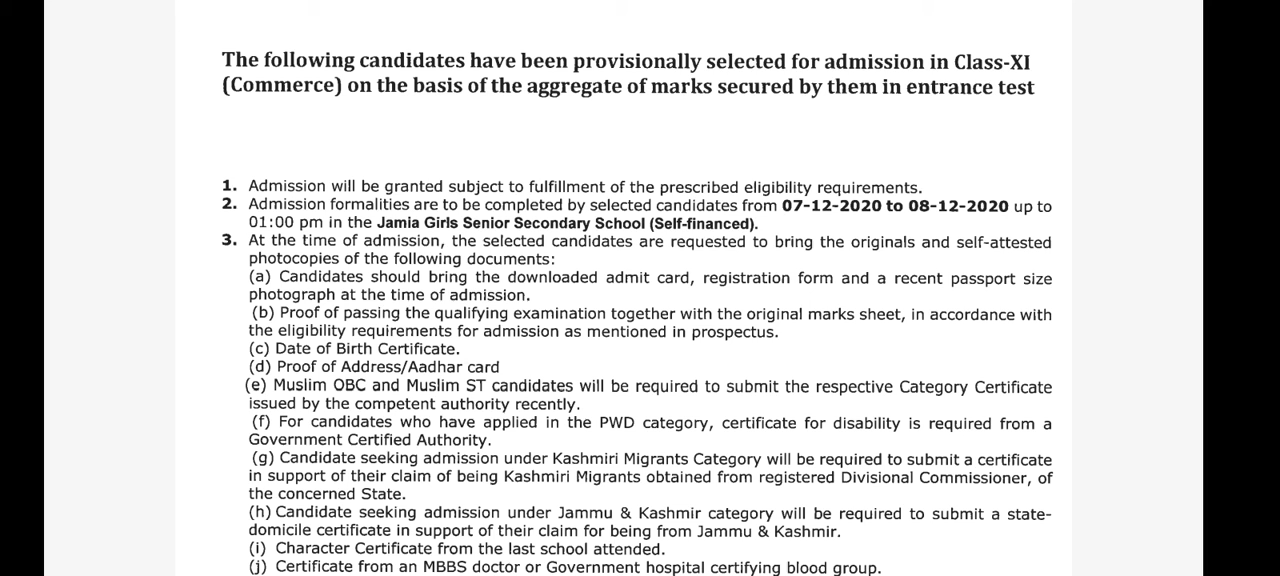 The following candidates have been provisionally selected for admission in Class-XI
(Commerce) on the basis of the aggregate of marks secured by them in entrance test
1. Admission will be granted subject to fulfillment of the prescribed eligibility requirements.
2. Admission formalities are to be completed by selected candidates from 07-12-2020 to 08-12-2020 up to
01:00 pm in the Jamia Girls Senior Secondary School (Self-financed).
3. At the time of admission, the selected candidates are requested to bring the originals and self-attested
photocopies of the following documents:
(a) Candidates should bring the downloaded admit card, registration form and a recent passport size
photograph at the time of admission.
(b) Proof of passing the qualifying examination together with the original marks sheet, in accordance with
the eligibility requirements for admission as mentioned in prospectus.
(c) Date of Birth Certificate.
(d) Proof of Address/Aadhar card
(e) Muslim OBC and Muslim ST candidates will be required to submit the respective Category Certificate
issued by the competent authority recently.
(f) For candidates who have applied in the PWD category, certificate for disability is required from a
Government Certified Authority.
(g) Candidate seeking admission under Kashmiri Migrants Category will be required to submit a certificate
in support of their claim of being Kashmiri Migrants obtained from registered Divisional Commissioner, of
the concerned State.
(h) Candidate seeking admission under Jammu & Kashmir category will be required to submit a state-
domicile certificate in support of their claim for being from Jammu & Kashmir.
(i) Character Certificate from the last school attended.
(j) Certificate from an MBBS doctor or Government hospital certifying blood group.